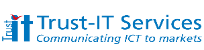 Trust it Trust-IT Services
Communicating ICT to markets